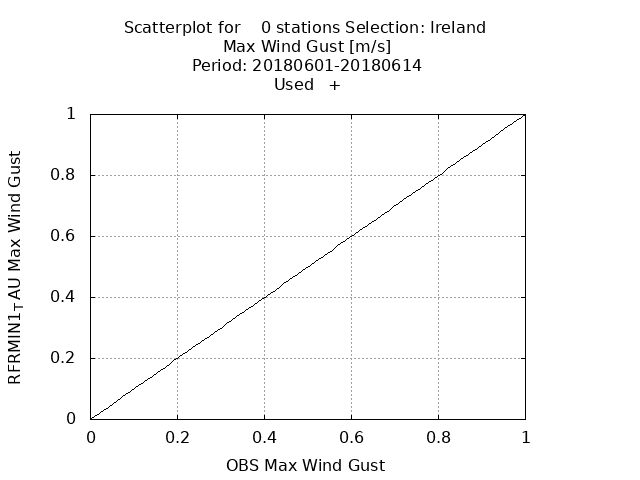 Scatterplot for    0 stations Selection: Ireland
Max Wind Gust [m/s]
Period: 20180601-20180614
Used   +
1
0.8
0.6
0.4
0.2
0
RFRMIN1TAU Max Wind Gust
0 0.2 0.4 0.6 0.8 1
OBS Max Wind Gust